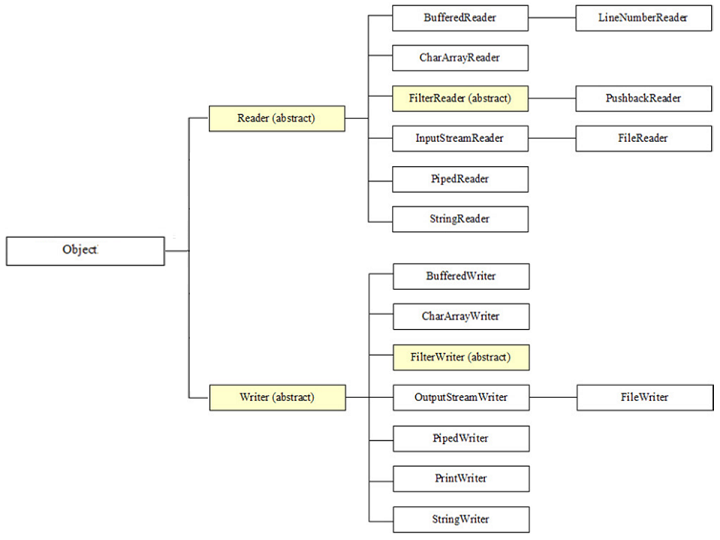 BufferedReader
LineNumberReader
CharArrayReader
FilterReader (abstract)
PushbackReader
Reader (abstract)
InputStreamReader
FileReader
PipedReader
StringReader
Object
BufferedWriter
CharArrayWriter
FilterWriter (abstract)
Writer (abstract)
OutputStreamWriter
FileWriter
PipedWriter
PrintWriter
StringWriter